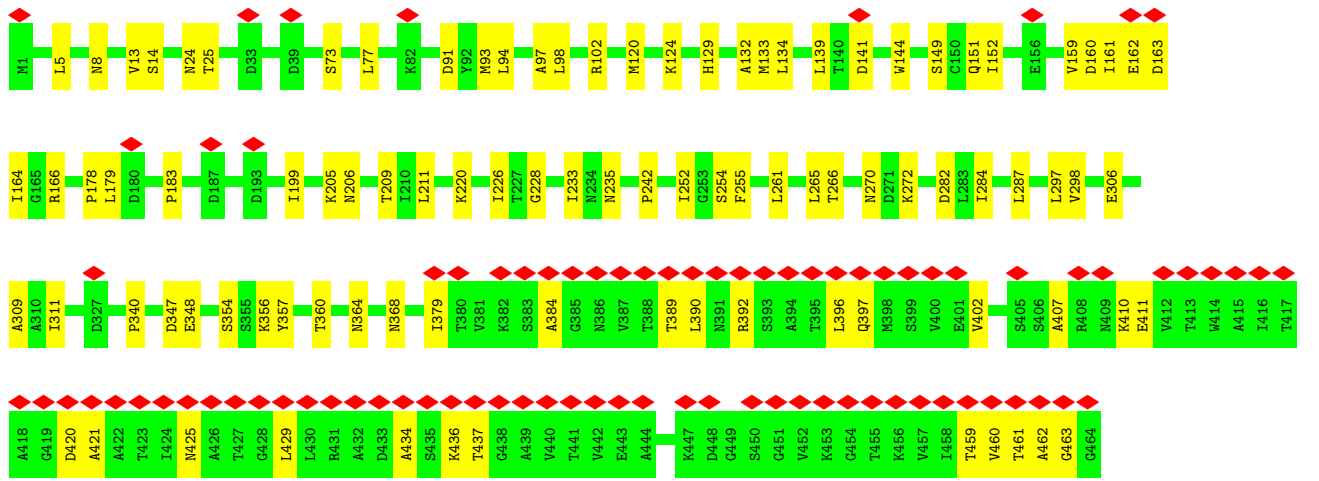 M1 L5 N8 V13 S14 N24 T25 D33 D39 S73 L77 K82 D91 Y92 M93 L94 A97 L98 R102 M120 K124 H129 A132 M133 L134 L139 T140 D141 W144 S149 C150 Q151 I152 E156 V159 D160 I161 E162 D163
I164 G165 R166 P178 L179 D180 P183 D187 D193 I199 K205 N206 T209 I210 L211 K220 I226 T227 G228 I233 N234 N235 P242 I252 G253 S254 F255 L261 L265 T266 N270 D271 K272 D282 L283 I284 L287 L297 V298 E306
A309 A310 I311 D327 P340 D347 E348 S354 S355 K356 Y357 T360 N364 N368 I379 T380 V381 K382 S383 A384 G385 N386 V387 T388 T389 L390 N391 R392 S393 A394 T395 L396 Q397 M398 S399 V400 E401 V402 S405 S406 A407 R408 N409 K410 E411 V412 T413 W414 A415 I416 T417
A418 G419 D420 A421 A422 T423 I424 N425 A426 T427 G428 L429 L430 R431 A432 D433 A434 S435 K436 T437 G438 A439 V440 T441 V442 E443 A444 K447 D448 G449 S450 G451 V452 K453 G454 T455 K456 V457 I458 T459 V460 T461 A462 G463 G464